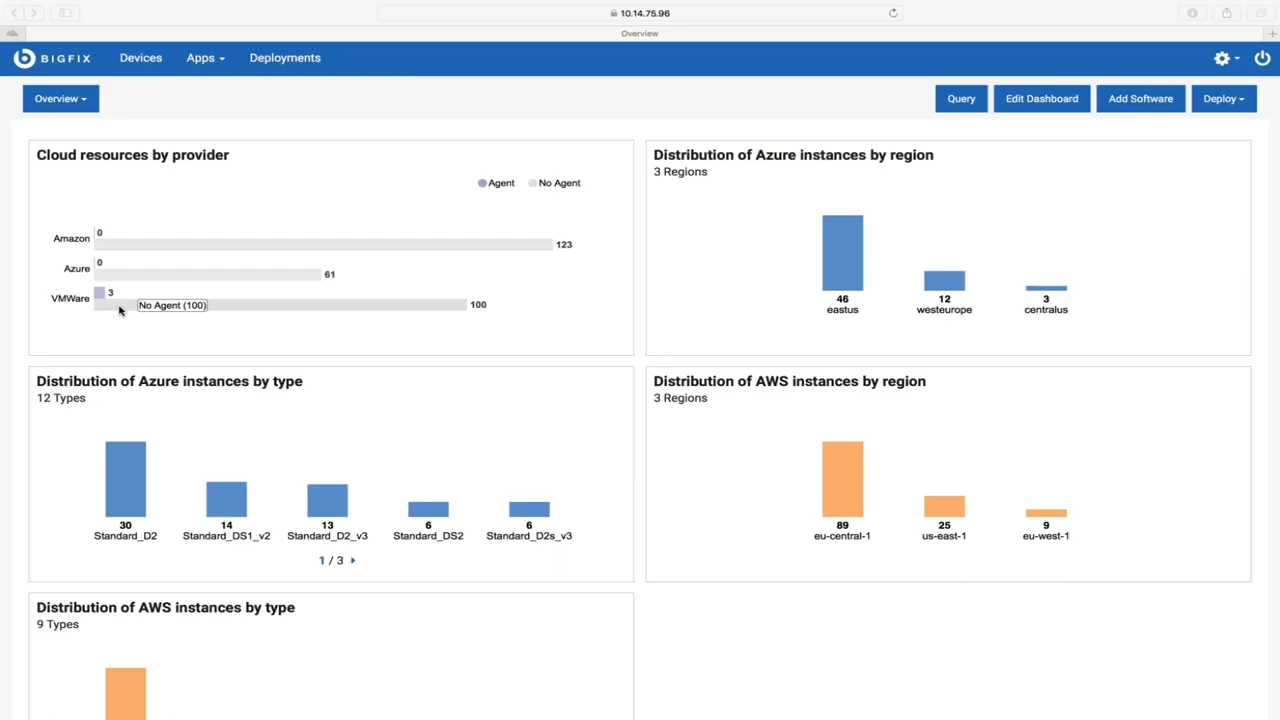 10.14.75.96
Overview
BIGFIX Devices Apps Deployments
Overview Query Edit Dashboard Add Software Deploy
Cloud resources by provider
Agent No Agent
Amazon 0 123
Azure 0 61
VMWare 3 100
No Agent (100)
Distribution of Azure instances by region
3 Regions
46 12 3
eastus westeurope centralus
Distribution of Azure instances by type
12 Types
30 14 13 6 6
Standard_D2 Standard_DS1_v2 Standard_D2_v3 Standard_DS2 Standard_D2s_v3
1 / 3
Distribution of AWS instances by region
3 Regions
89 25 9
eu-central-1 us-east-1 eu-west-1
Distribution of AWS instances by type
9 Types